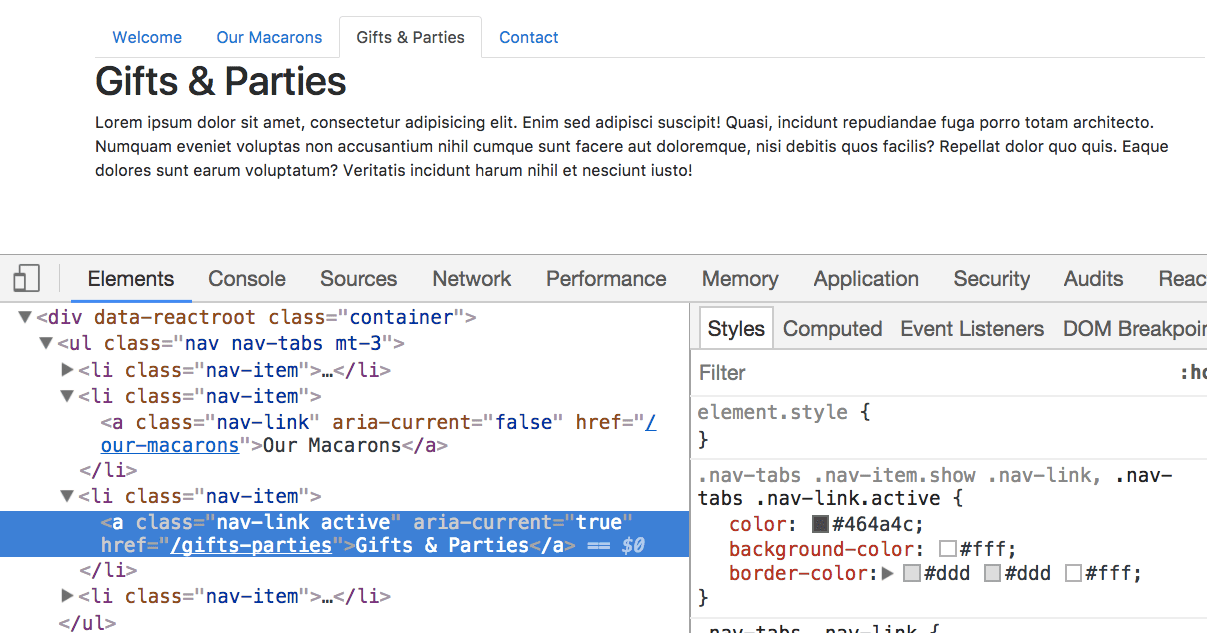 Welcome Our Macarons Gifts & Parties Contact
Gifts & Parties
Lorem ipsum dolor sit amet, consectetur adipisicing elit. Enim sed adipisci suscipit! Quasi, incidunt repudiandae fuga porro totam architecto.
Numquam eveniet voluptas non accusantium nihil cumque sunt facere aut doloremque, nisi debitis quos facilis? Repellat dolor quo quis. Eaque
dolores sunt earum voluptatum? Veritatis incidunt harum nihil et nesciunt iusto!
Elements Console Sources Network Performance Memory Application Security Audits Reac
<div data-reactroot class="container">
<ul class="nav nav-tabs mt-3">
<li class="nav-item">…</li>
<li class="nav-item">
<a class="nav-link" aria-current="false" href="/
our-macarons">Our Macarons</a>
</li>
<li class="nav-item">
<a class="nav-link active" aria-current="true"
href="/gifts-parties">Gifts & Parties</a> == $0
</li>
<li class="nav-item">…</li>
</ul>
Styles Computed Event Listeners DOM Breakpoin
Filter :ho
element.style {
}
.nav-tabs .nav-item.show .nav-link, .nav-
tabs .nav-link.active {
color: #464a4c;
background-color: #fff;
border-color: #ddd #ddd #fff;
}
.nav-tabs .nav-link {